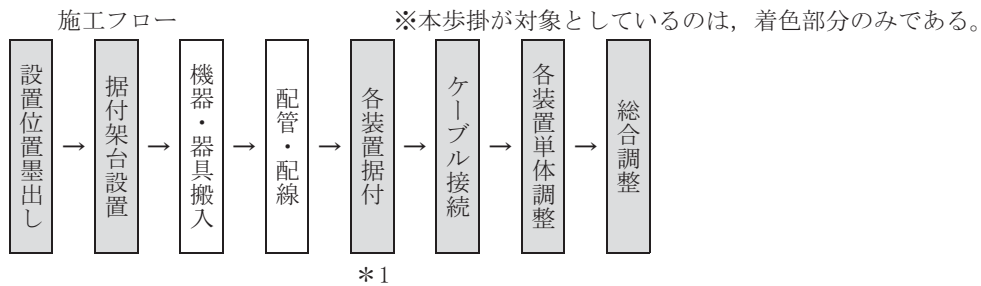 施工フロー
※本歩掛が対象としているのは，着色部分のみである。
設置位置墨出し
→
据付架台設置
→
機器・器具搬入
→
配管・配線
→
各装置据付
→
ケーブル接続
→
各装置単体調整
→
総合調整
＊1